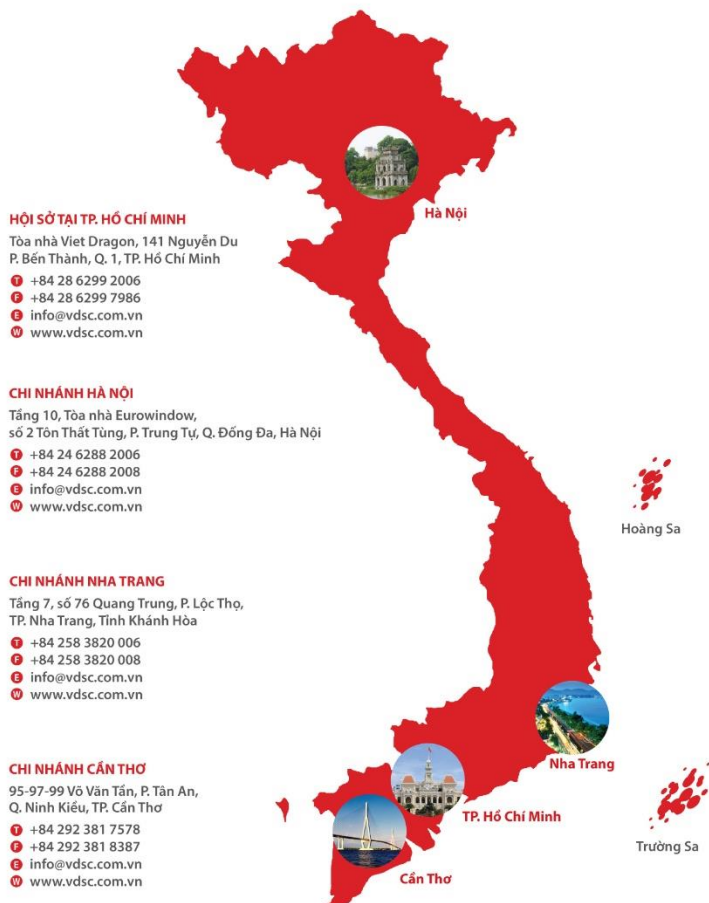 HỘI SỞ TẠI TP. HỒ CHÍ MINH
Tòa nhà Viet Dragon, 141 Nguyễn Du
P. Bến Thành, Q. 1, TP. Hồ Chí Minh
T +84 28 6299 2006
F +84 28 6299 7986
E info@vdsc.com.vn
W www.vdsc.com.vn
CHI NHÁNH HÀ NỘI
Tầng 10, Tòa nhà Eurowindow,
số 2 Tôn Thất Tùng, P. Trung Tự, Q. Đống Đa, Hà Nội
T +84 24 6288 2006
F +84 24 6288 2008
E info@vdsc.com.vn
W www.vdsc.com.vn
CHI NHÁNH NHA TRANG
Tầng 7, số 76 Quang Trung, P. Lộc Thọ,
TP. Nha Trang, Tỉnh Khánh Hòa
T +84 258 3820 006
F +84 258 3820 008
E info@vdsc.com.vn
W www.vdsc.com.vn
CHI NHÁNH CẦN THƠ
95-97-99 Võ Văn Tần, P. Tân An,
Q. Ninh Kiều, TP. Cần Thơ
T +84 292 381 7578
F +84 292 381 8387
E info@vdsc.com.vn
W www.vdsc.com.vn
Hà Nội
Hoàng Sa
Nha Trang
TP. Hồ Chí Minh
Trường Sa
Cần Thơ